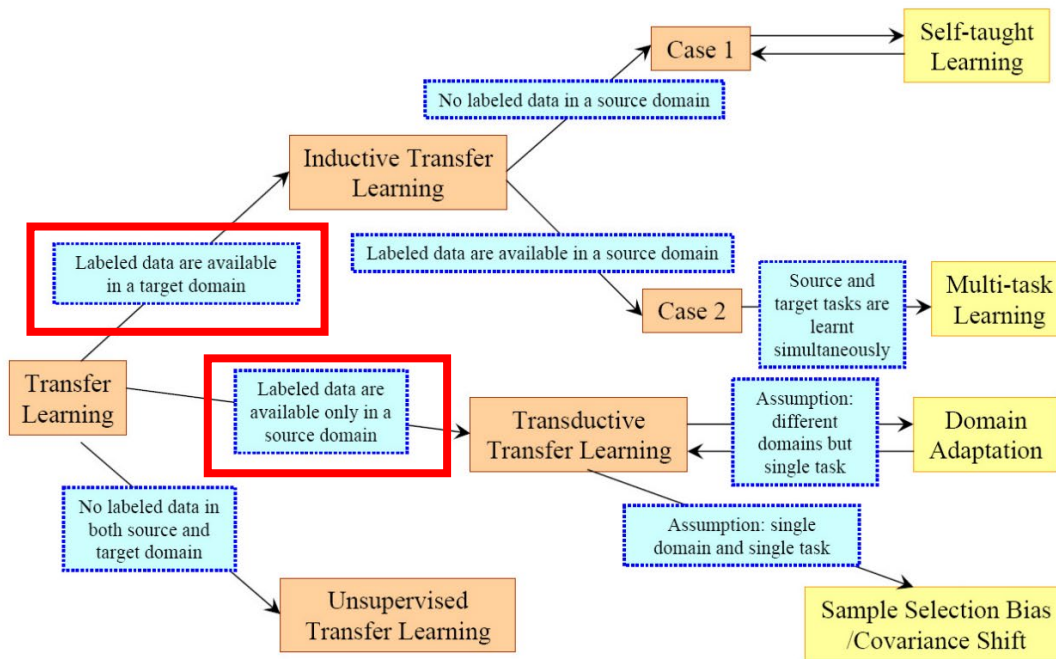 Case 1
Self-taught
Learning
No labeled data in a source domain
Inductive Transfer
Learning
Labeled data are available
in a target domain
Labeled data are available in a source domain
Case 2
Source and
target tasks are
learnt
simultaneously
Multi-task
Learning
Transfer
Learning
Labeled data are
available only in a
source domain
Transductive
Transfer Learning
Assumption:
different
domains but
single task
Domain
Adaptation
No labeled data in
both source and
target domain
Assumption: single
domain and single task
Unsupervised
Transfer Learning
Sample Selection Bias
/Covariance Shift